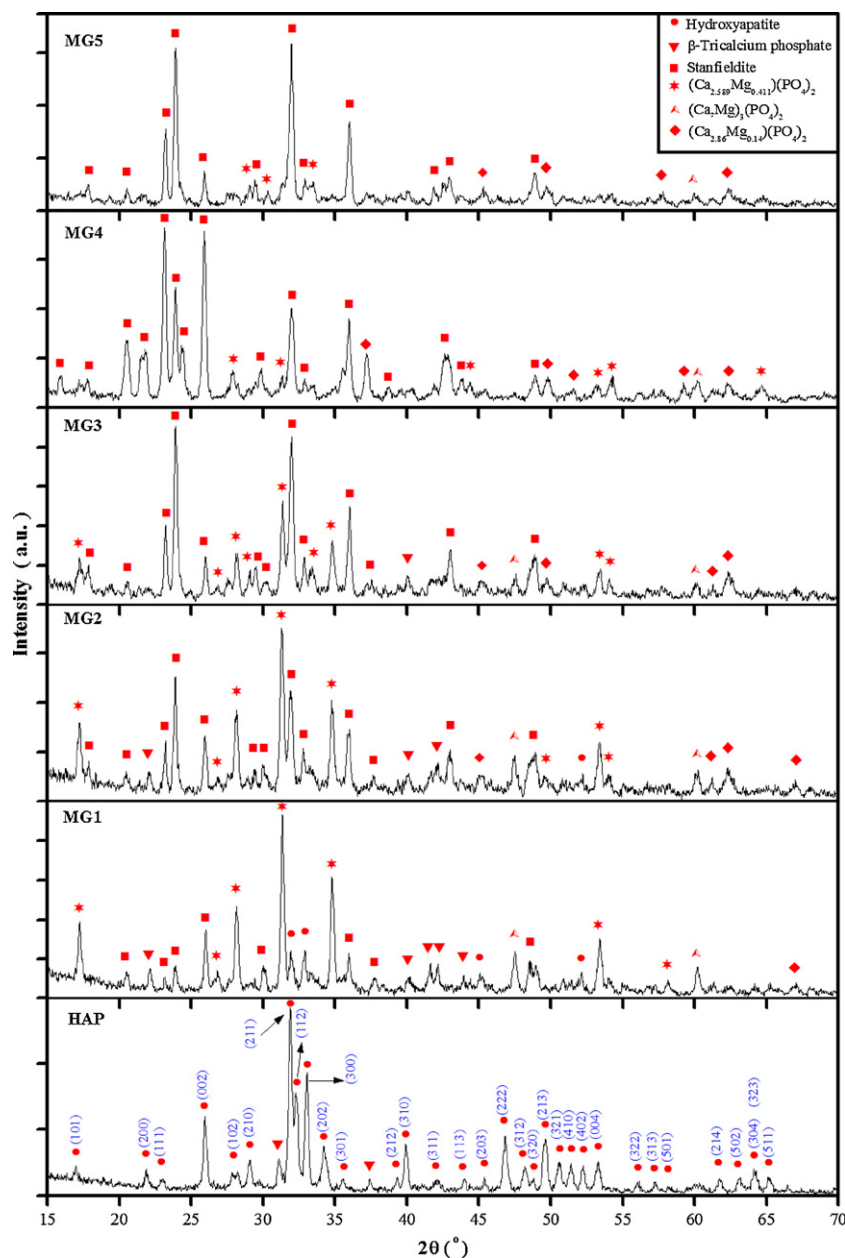 MG5
Hydroxyapatite
β-Tricalcium phosphate
Stanfieldite
(Ca2.589Mg0.411)(PO4)2
(Ca,Mg)3(PO4)2
(Ca2.86Mg0.14)(PO4)2
MG4
MG3
MG2
MG1
HAP
Intensity (a.u.)
(101)
(200)
(111)
(002)
(102)
(210)
(211)
(112)
(300)
(202)
(301)
(212)
(310)
(311)
(113)
(203)
(222)
(312)
(320)
(213)
(321)
(410)
(402)
(004)
(322)
(313)
(501)
(214)
(502)
(304)
(323)
(511)
15 20 25 30 35 40 45 50 55 60 65 70
2θ (°)